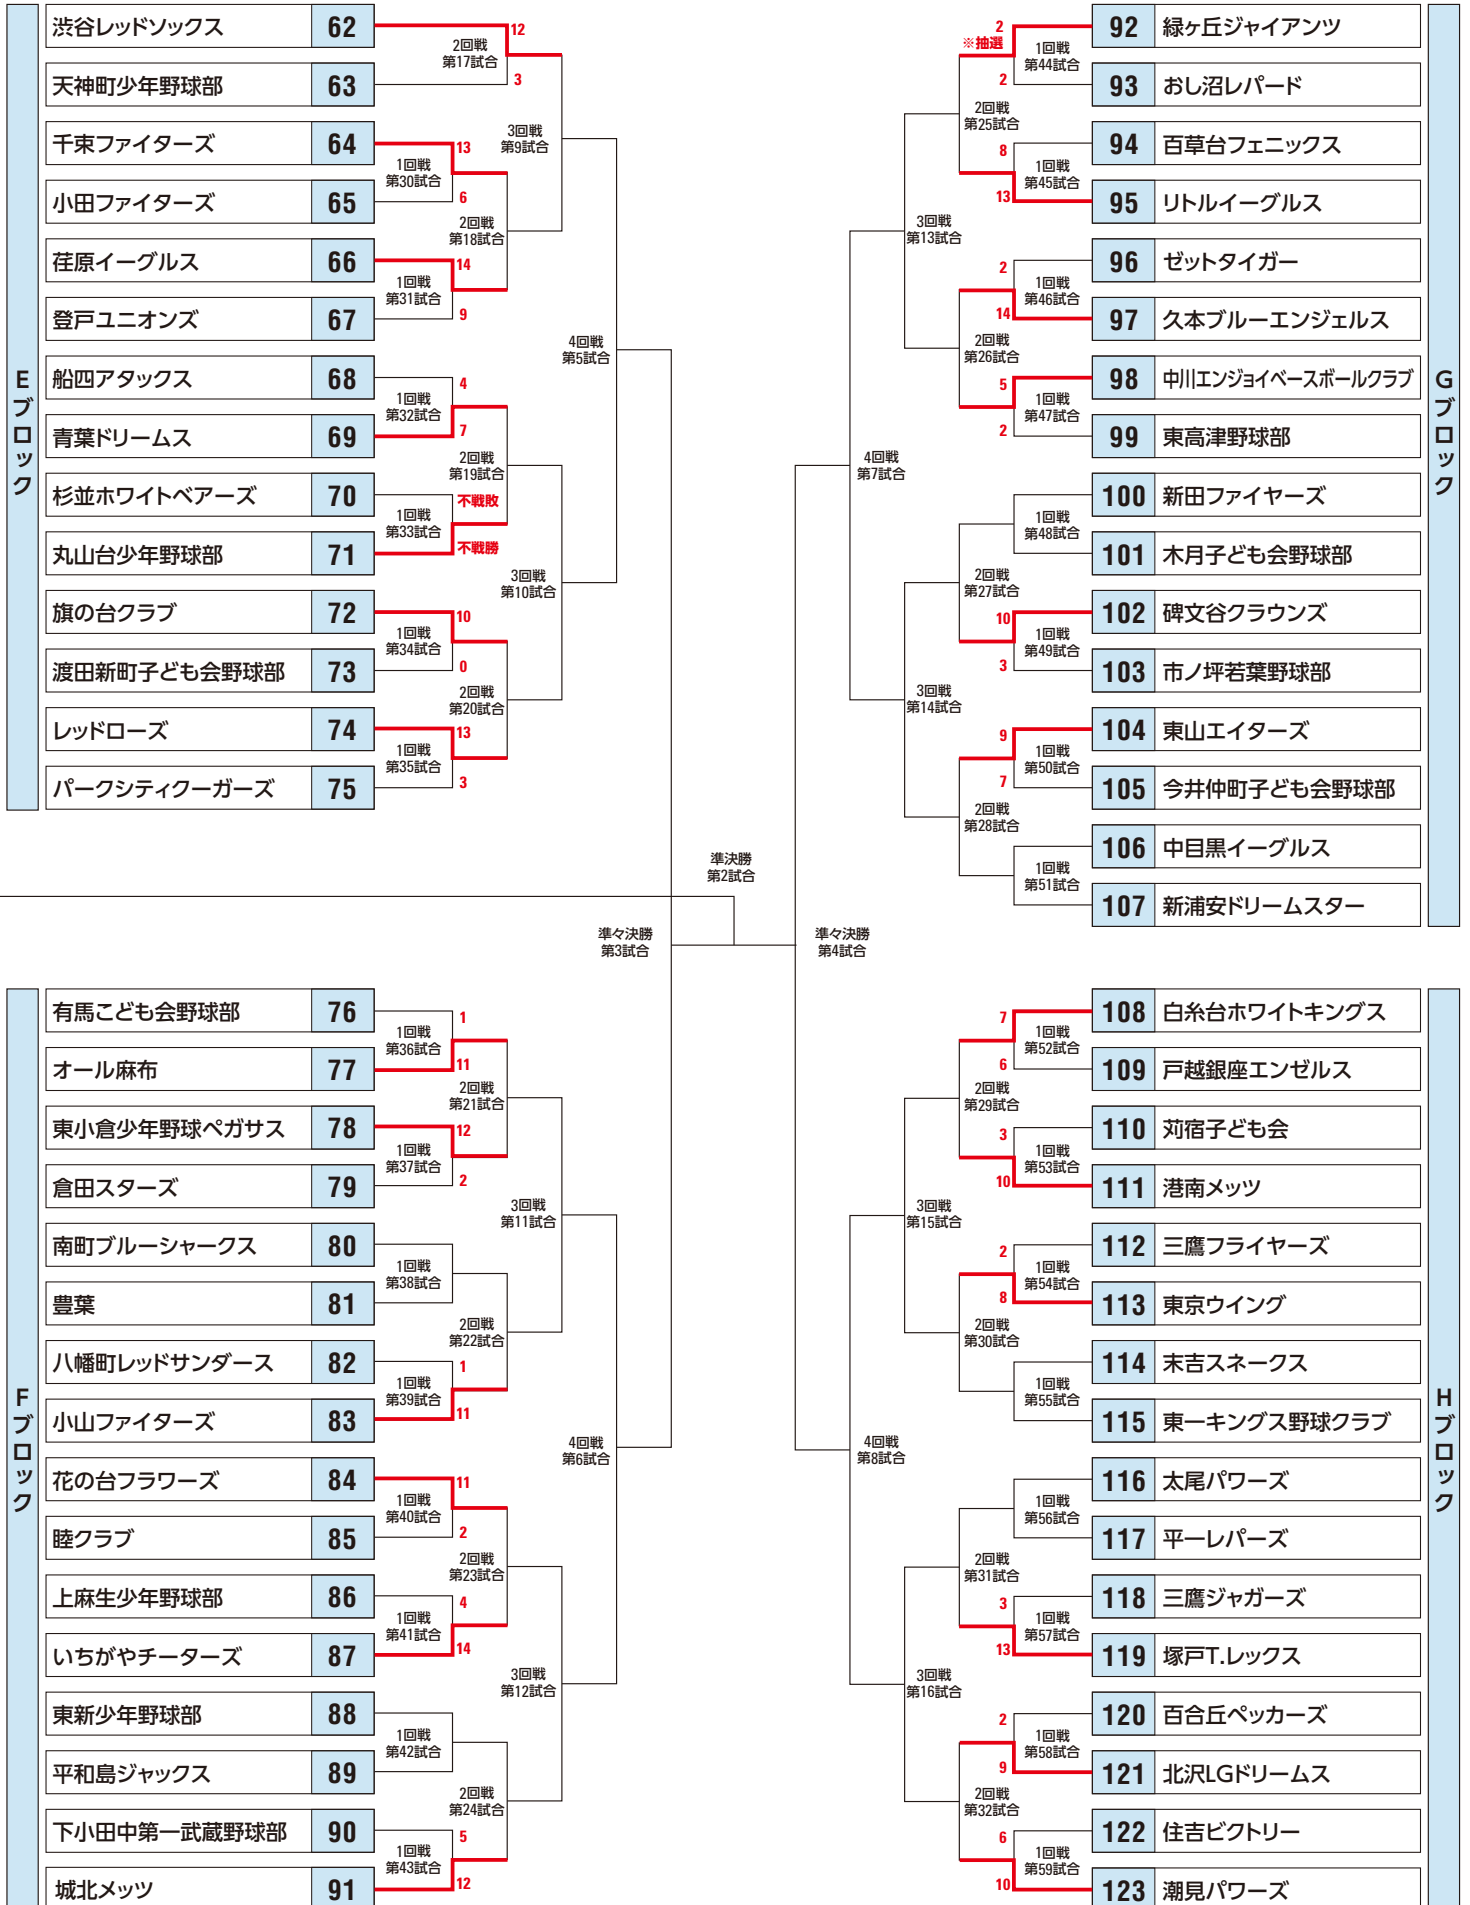 Eブロック
渋谷レッドソックス 62
天神町少年野球部 63
千束ファイターズ 64
小田ファイターズ 65
荏原イーグルス 66
登戸ユニオンズ 67
船四アタックス 68
青葉ドリームス 69
杉並ホワイトベアーズ 70
丸山台少年野球部 71
旗の台クラブ 72
渡田新町子ども会野球部 73
レッドローズ 74
パークシティクーガーズ 75
12
2回戦
第17試合
3
13
1回戦
第30試合
6
3回戦
第9試合
2回戦
第18試合
14
1回戦
第31試合
9
4回戦
第5試合
4
1回戦
第32試合
7
2回戦
第19試合
不戦敗
1回戦
第33試合
不戦勝
3回戦
第10試合
10
1回戦
第34試合
0
2回戦
第20試合
13
1回戦
第35試合
3
Fブロック
有馬こども会野球部 76
オール麻布 77
東小倉少年野球ペガサス 78
倉田スターズ 79
南町ブルーシャークス 80
豊葉 81
八幡町レッドサンダース 82
小山ファイターズ 83
花の台フラワーズ 84
睦クラブ 85
上麻生少年野球部 86
いちがやチーターズ 87
東新少年野球部 88
平和島ジャックス 89
下小田中第一武蔵野球部 90
城北メッツ 91
1
1回戦
第36試合
11
2回戦
第21試合
12
1回戦
第37試合
2
3回戦
第11試合
1回戦
第38試合
2回戦
第22試合
1
1回戦
第39試合
11
4回戦
第6試合
11
1回戦
第40試合
2
2回戦
第23試合
4
1回戦
第41試合
14
3回戦
第12試合
1回戦
第42試合
2回戦
第24試合
5
1回戦
第43試合
12
準決勝
第2試合
準々決勝
第3試合
準々決勝
第4試合
Gブロック
92 緑ヶ丘ジャイアンツ
93 おし沼レパード
94 百草台フェニックス
95 リトルイーグルス
96 ゼットタイガー
97 久本ブルーエンジェルス
98 中川エンジョイベースボールクラブ
99 東高津野球部
100 新田ファイヤーズ
101 木月子ども会野球部
102 碑文谷クラウンズ
103 市ノ坪若葉野球部
104 東山エイターズ
105 今井仲町子ども会野球部
106 中目黒イーグルス
107 新浦安ドリームスター
2
※抽選
1回戦
第44試合
2
2回戦
第25試合
8
1回戦
第45試合
13
3回戦
第13試合
2
1回戦
第46試合
14
2回戦
第26試合
5
1回戦
第47試合
2
4回戦
第7試合
1回戦
第48試合
2回戦
第27試合
10
1回戦
第49試合
3
3回戦
第14試合
9
1回戦
第50試合
7
2回戦
第28試合
1回戦
第51試合
Hブロック
108 白糸台ホワイトキングス
109 戸越銀座エンゼルス
110 苅宿子ども会
111 港南メッツ
112 三鷹フライヤーズ
113 東京ウイング
114 末吉スネークス
115 東一キングス野球クラブ
116 太尾パワーズ
117 平一レパーズ
118 三鷹ジャガーズ
119 塚戸T.レックス
120 百合丘ペッカーズ
121 北沢LGドリームス
122 住吉ビクトリー
123 潮見パワーズ
7
1回戦
第52試合
6
2回戦
第29試合
3
1回戦
第53試合
10
3回戦
第15試合
2
1回戦
第54試合
8
2回戦
第30試合
1回戦
第55試合
4回戦
第8試合
1回戦
第56試合
2回戦
第31試合
3
1回戦
第57試合
13
3回戦
第16試合
2
1回戦
第58試合
9
2回戦
第32試合
6
1回戦
第59試合
10